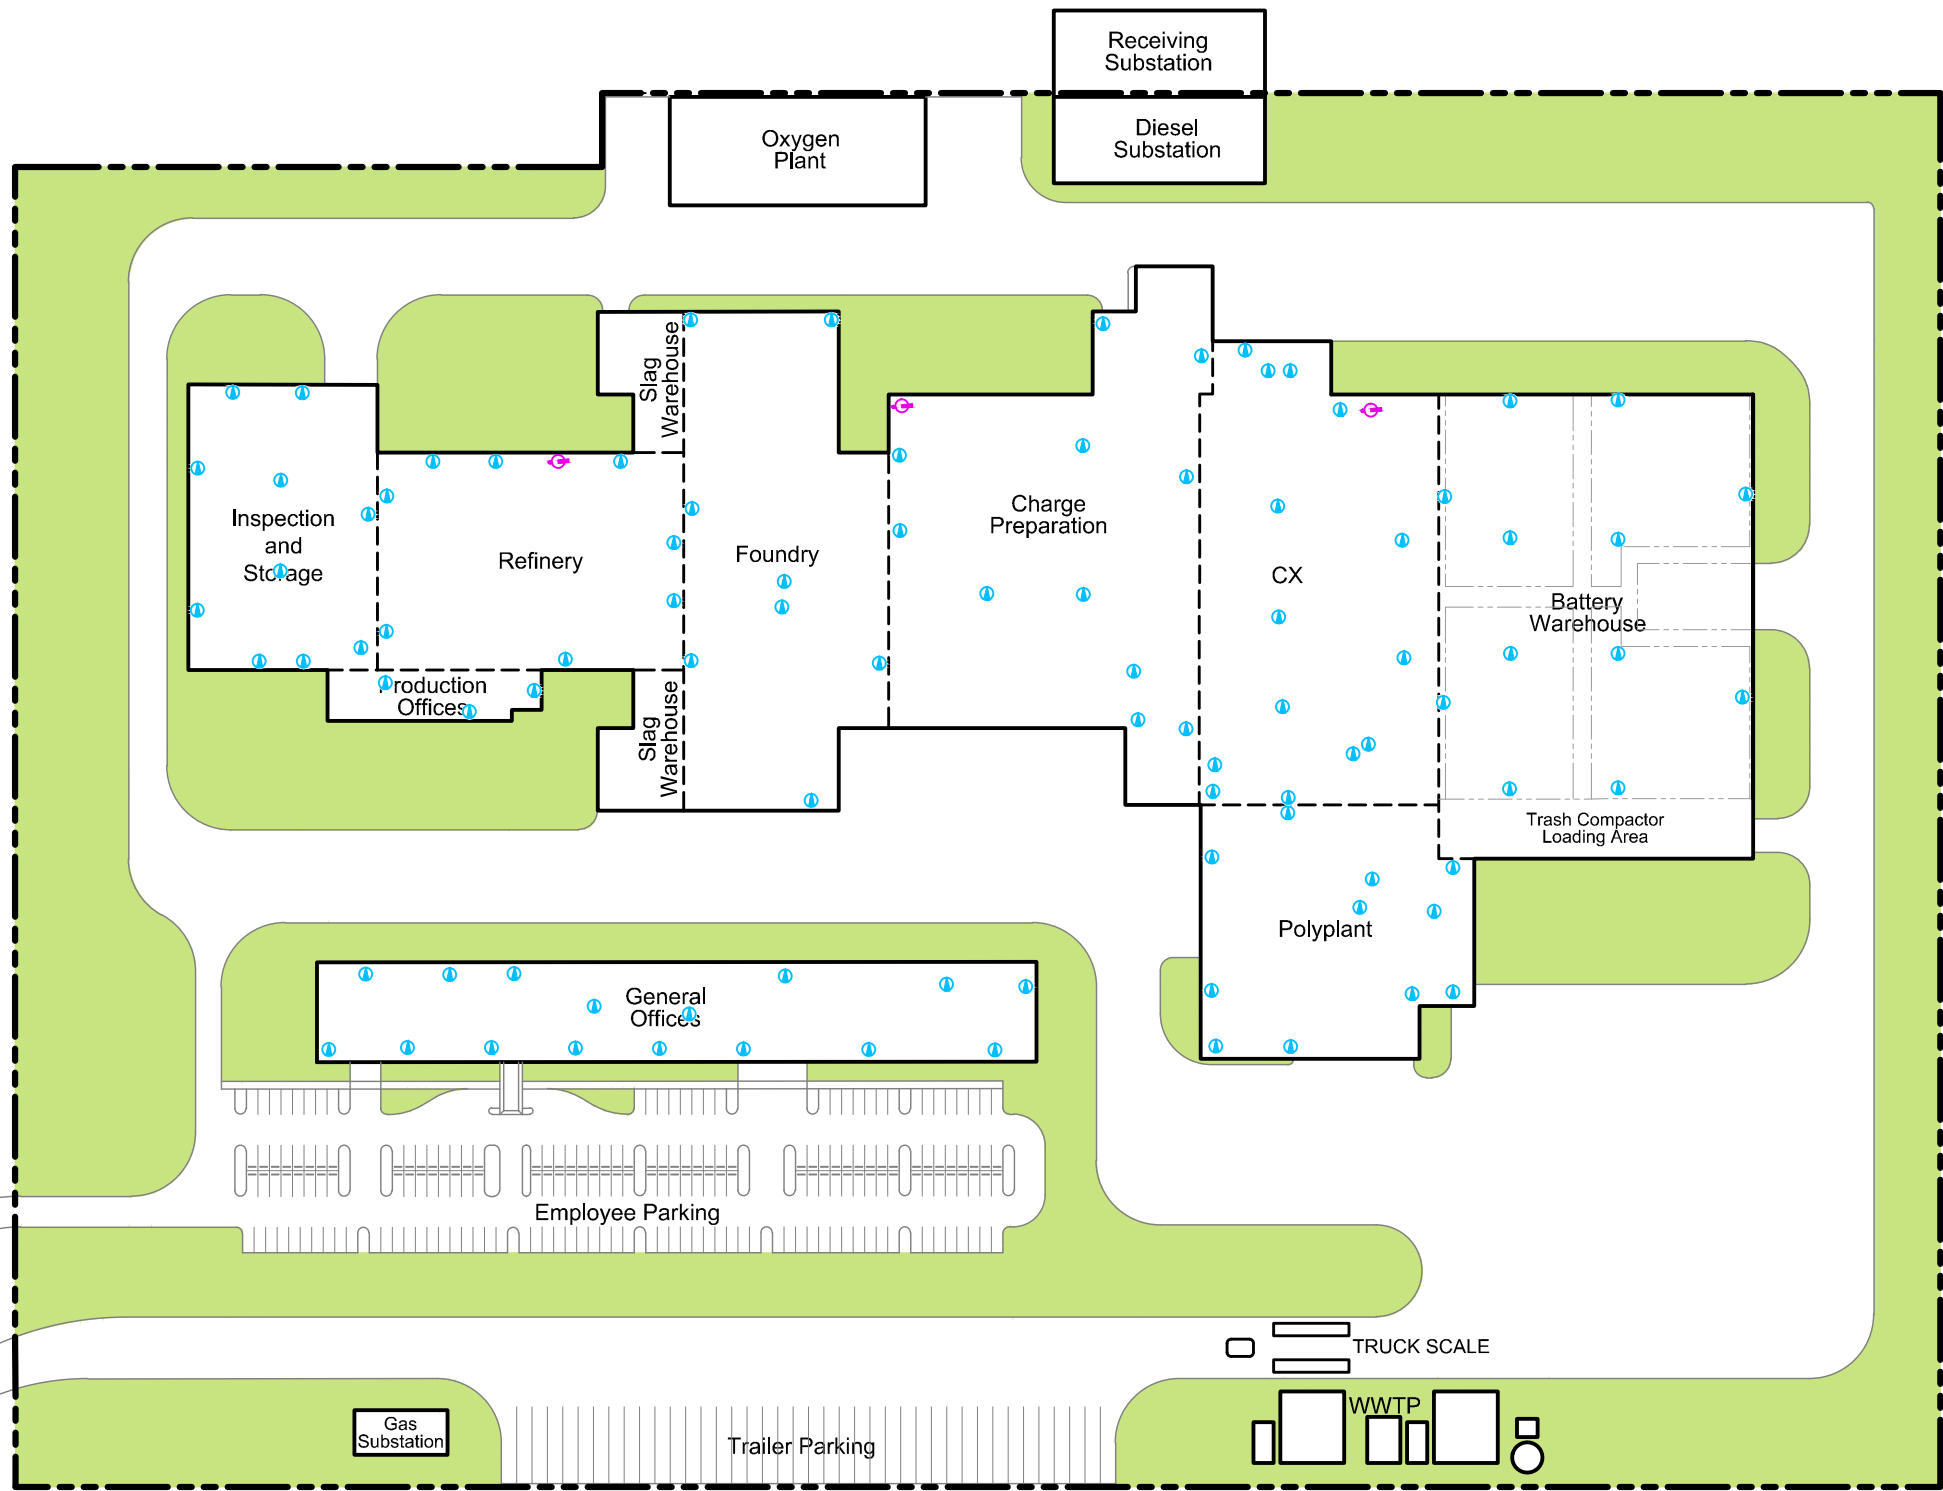 Receiving
Substation
Oxygen
Plant
Diesel
Substation
Slag
Warehouse
Inspection
and
Storage
Refinery
Foundry
Charge
Preparation
CX
Battery
Warehouse
Production
Offices
Slag
Warehouse
Trash Compactor
Loading Area
Polyplant
General
Offices
Employee Parking
TRUCK SCALE
WWTP
Gas
Substation
Trailer Parking